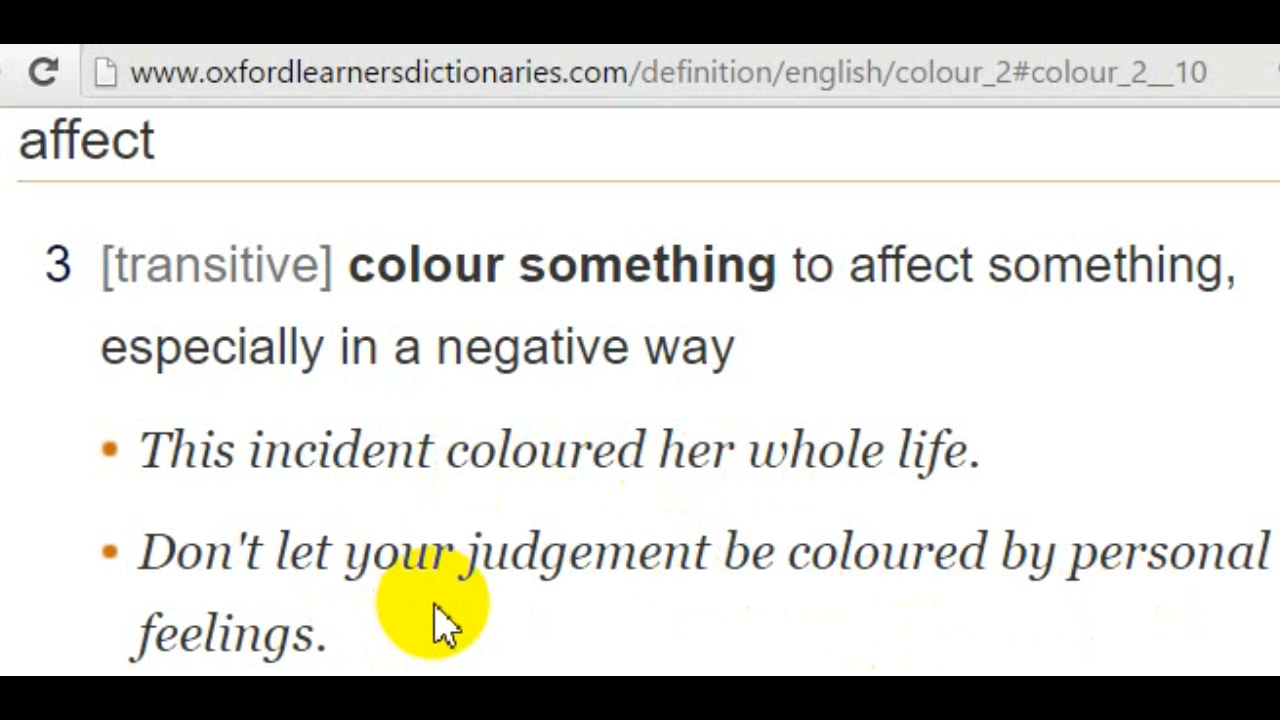 www.oxfordlearnersdictionaries.com/definition/english/colour_2#colour_2__10
affect
3 [transitive] colour something to affect something,
especially in a negative way
• This incident coloured her whole life.
• Don't let your judgement be coloured by personal
feelings.